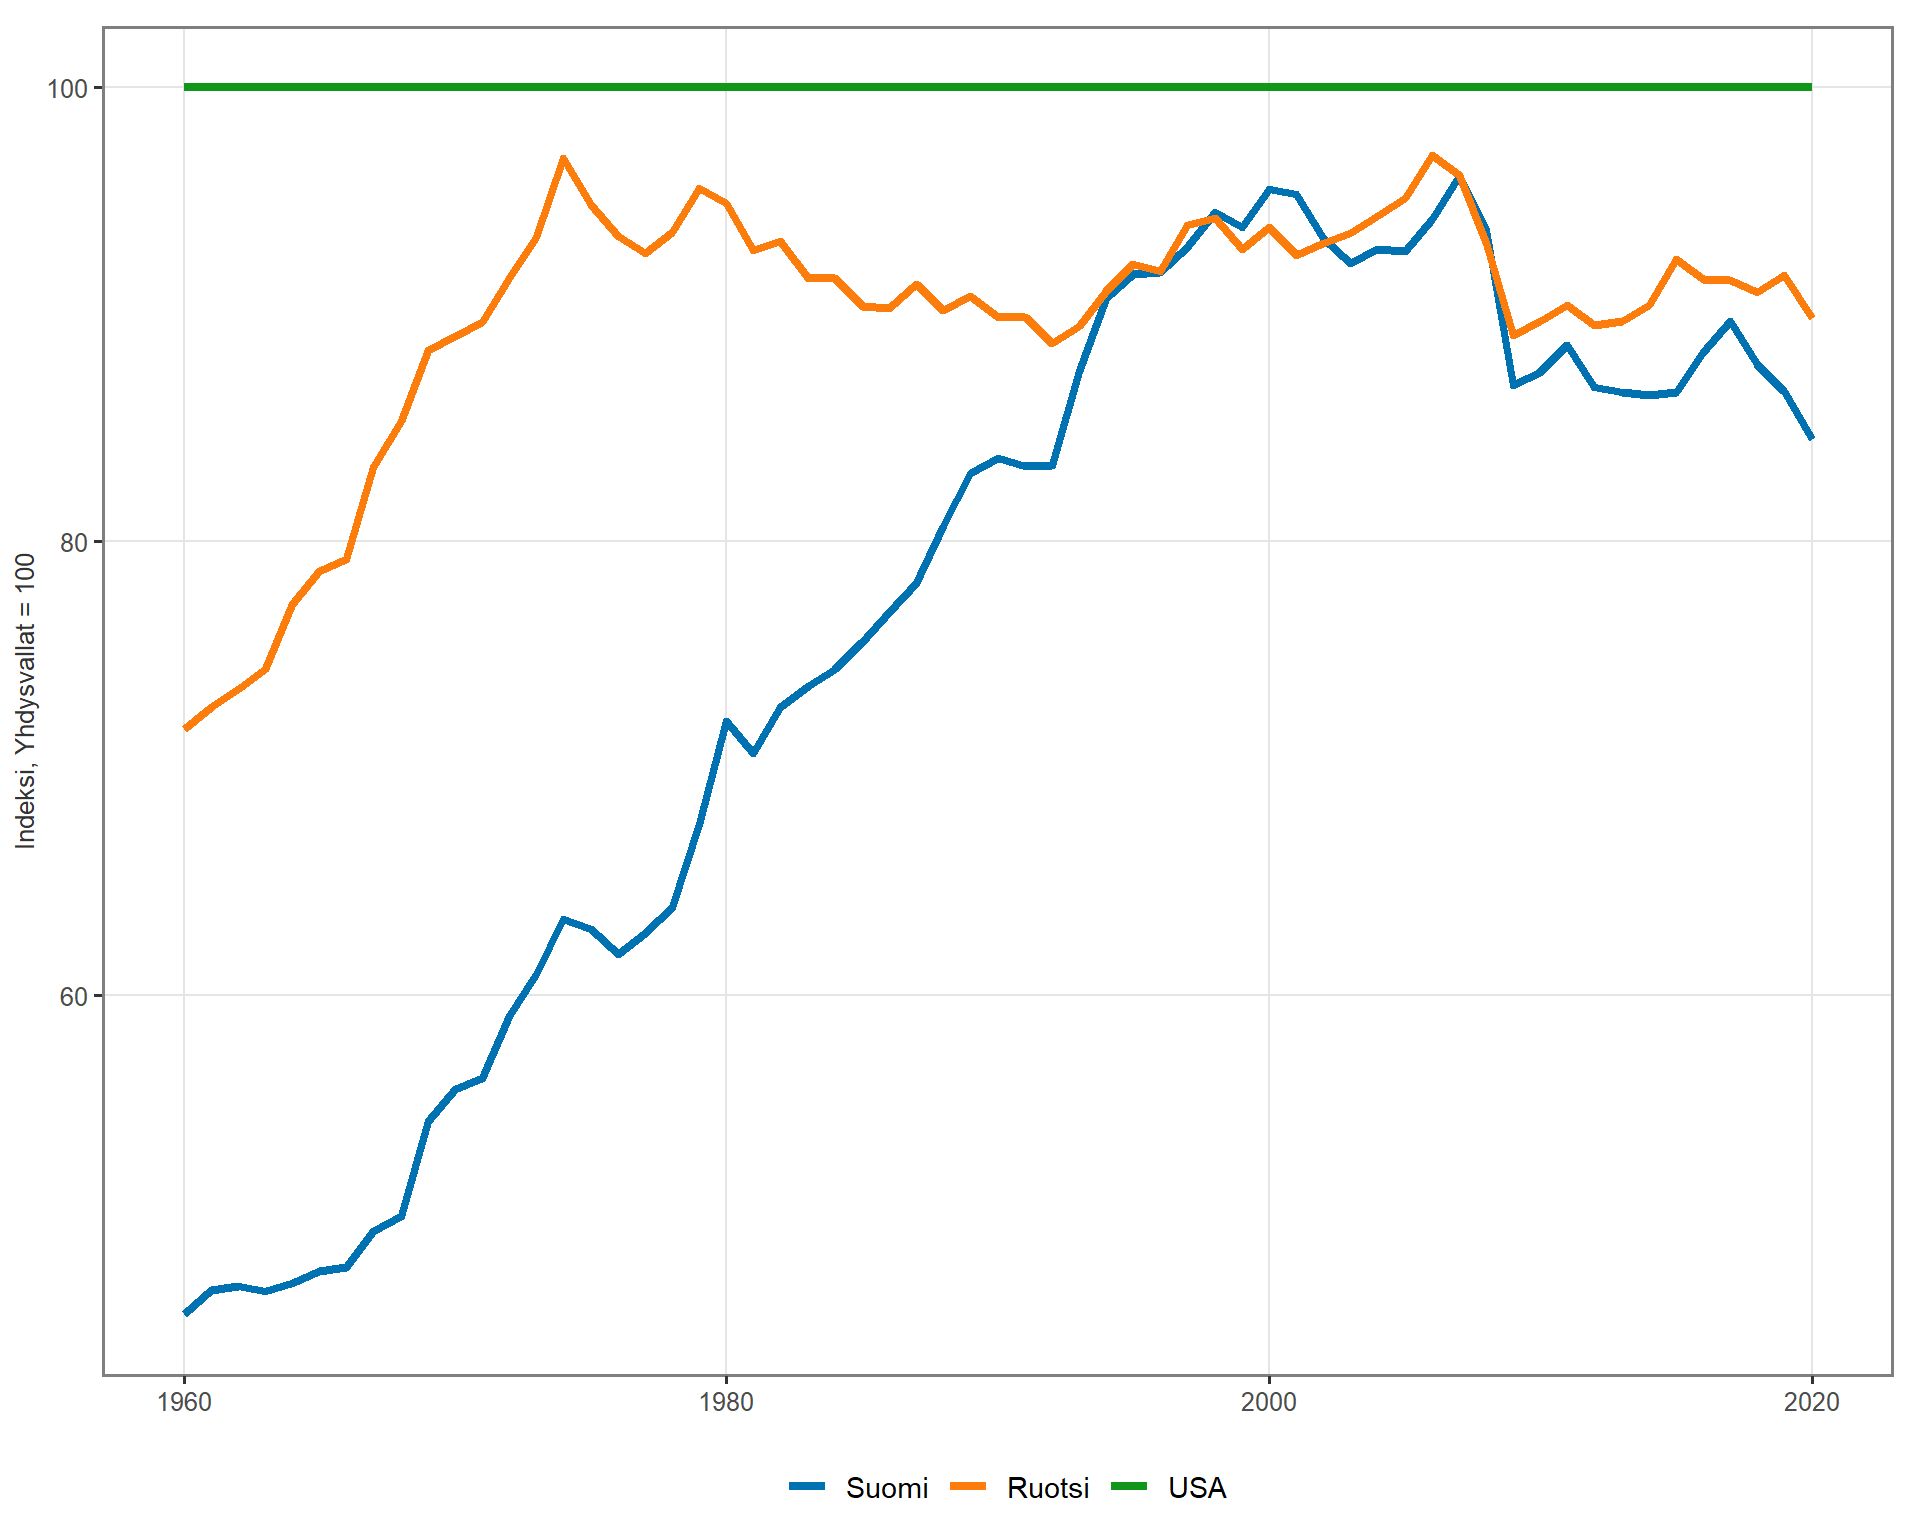 100
80
60
Indeksi, Yhdysvallat = 100
1960 1980 2000 2020
Suomi Ruotsi USA